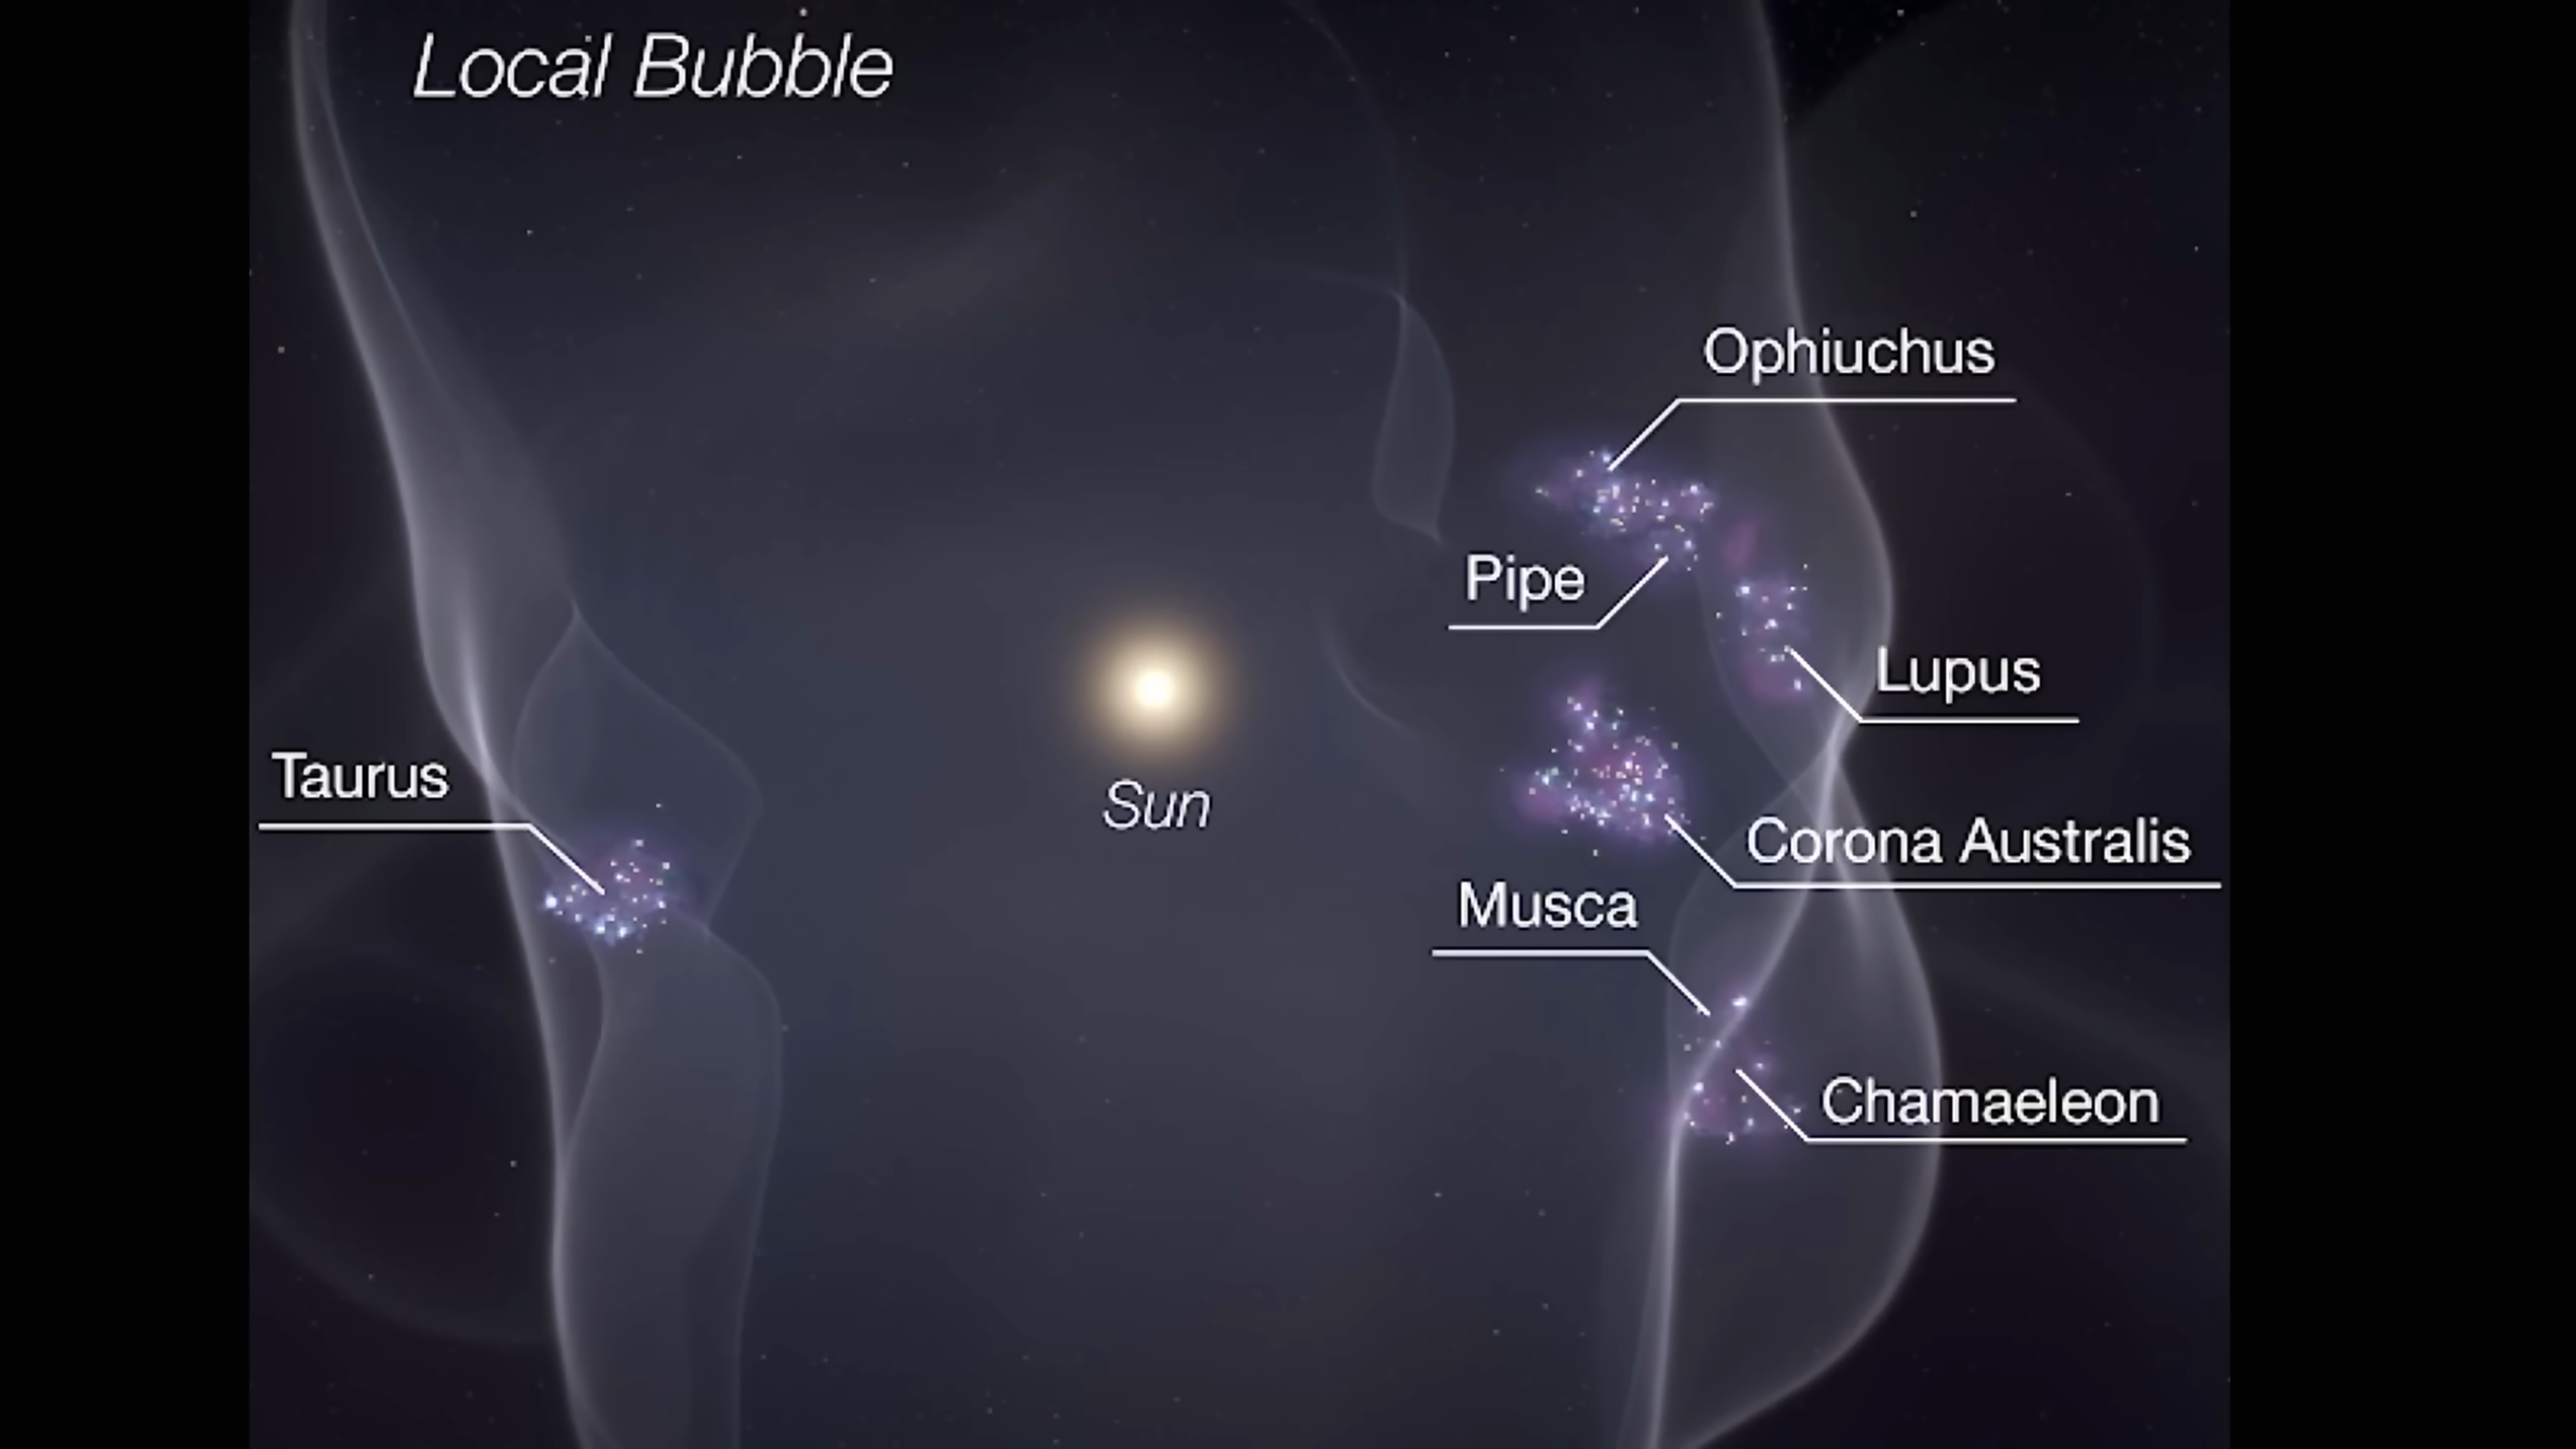 Local Bubble
Ophiuchus
Pipe
Lupus
Taurus
Sun
Corona Australis
Musca
Chamaeleon